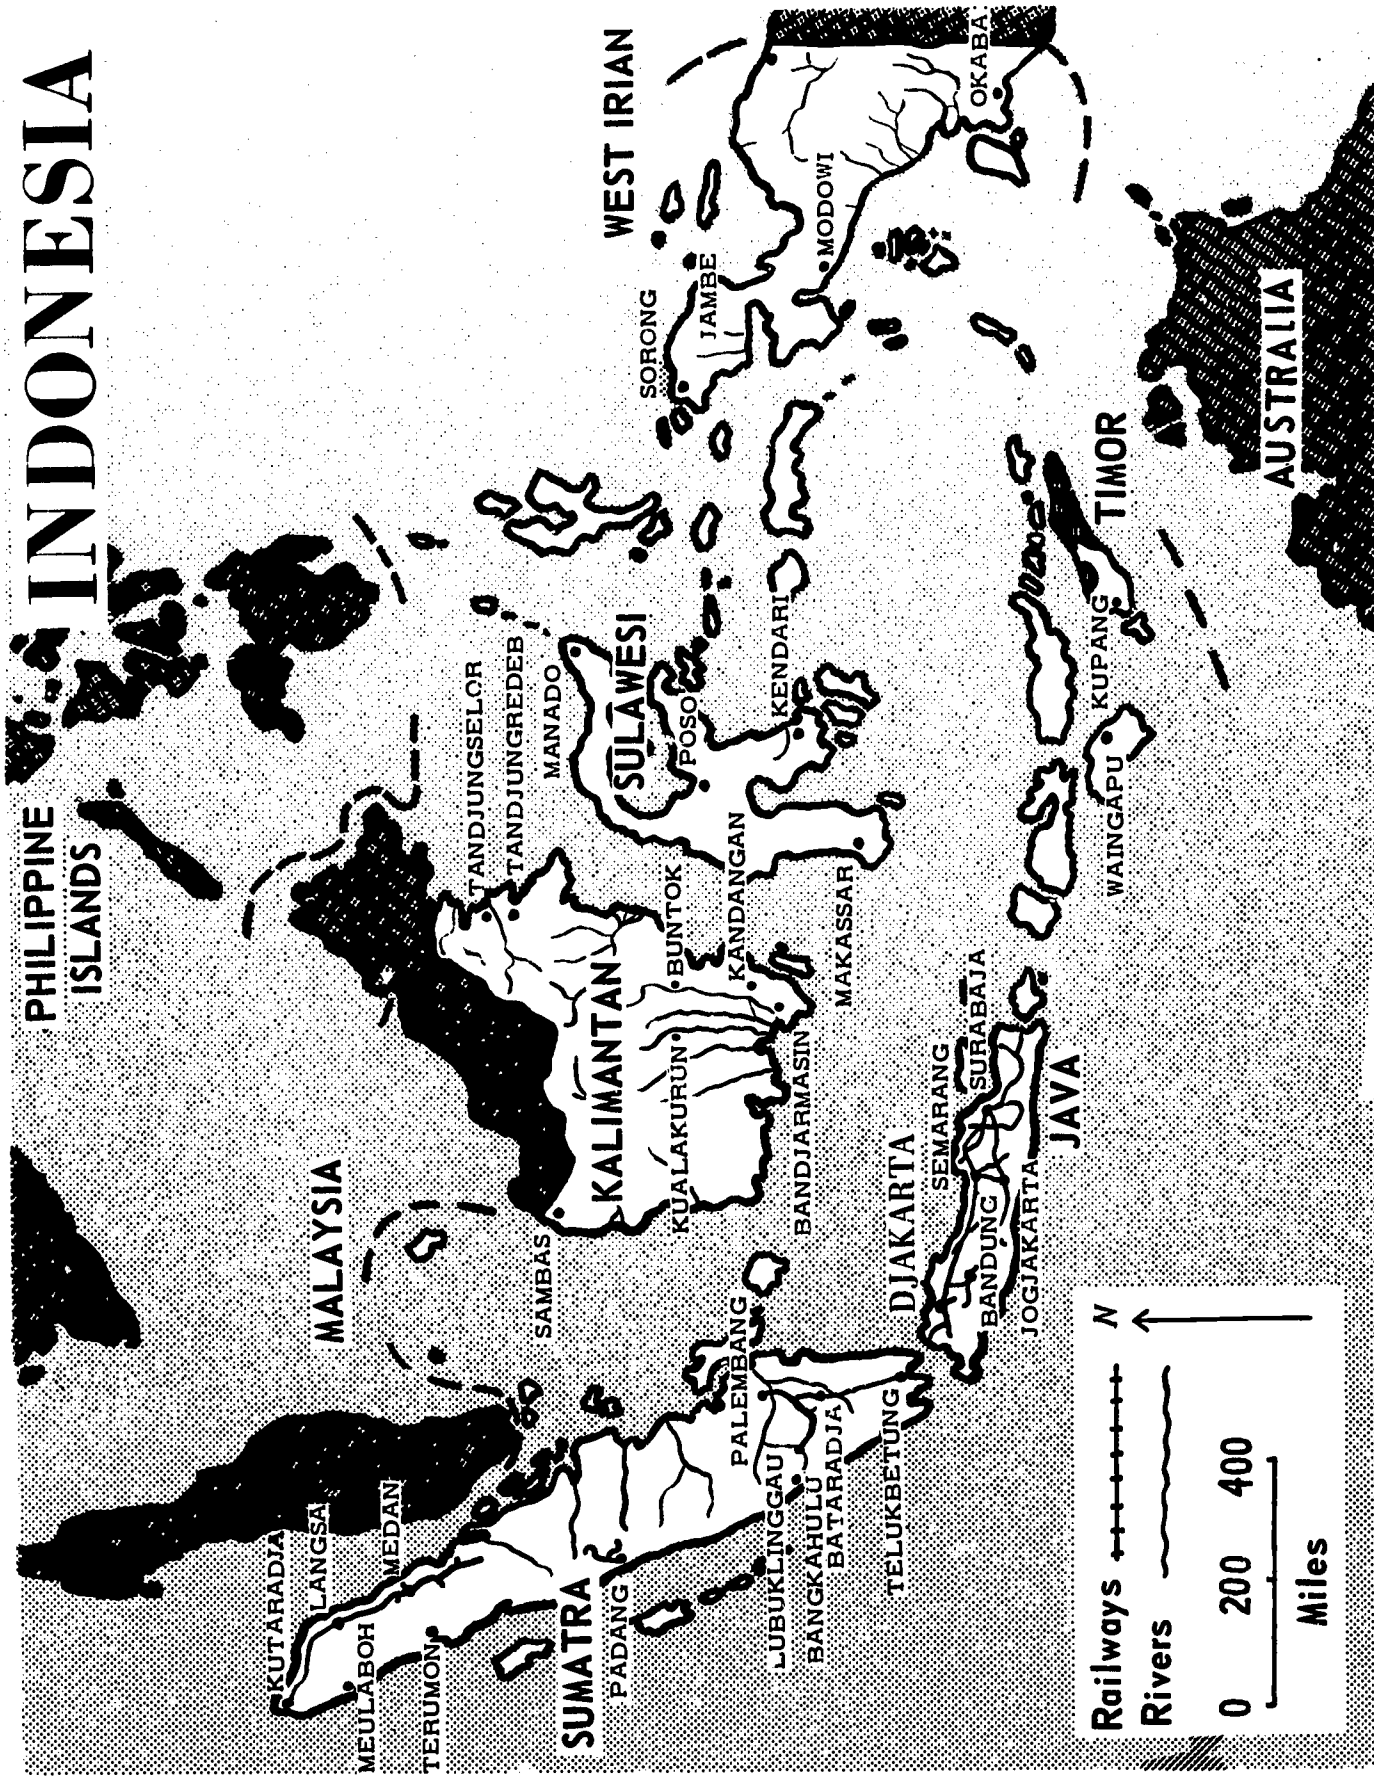 INDONESIA
PHILIPPINE
ISLANDS
MALAYSIA
WEST IRIAN
SORONG
JAMBE
MODOWI
OKABA
KUTARADJA
LANGSA
MEDAN
MEULABOH
TERUMON
SUMATRA
PADANG
PALEMBANG
LUBUKLINGGAU
BANGKAHULU
BATARADJA
TELUKBETUNG
SAMBAS
KALIMANTAN
TANDJUNGSELOR
TANDJUNGREDEB
KUALAKURUN
BUNTOK
KANDANGAN
BANDJARMASIN
MANADO
SULAWESI
POSO
KENDARI
MAKASSAR
DJAKARTA
SEMARANG
SURABAJA
BANDUNG
JOGJAKARTA
JAVA
WAINGAPU
KUPANG
TIMOR
AUSTRALIA
Railways
Rivers
N
0 200 400
Miles